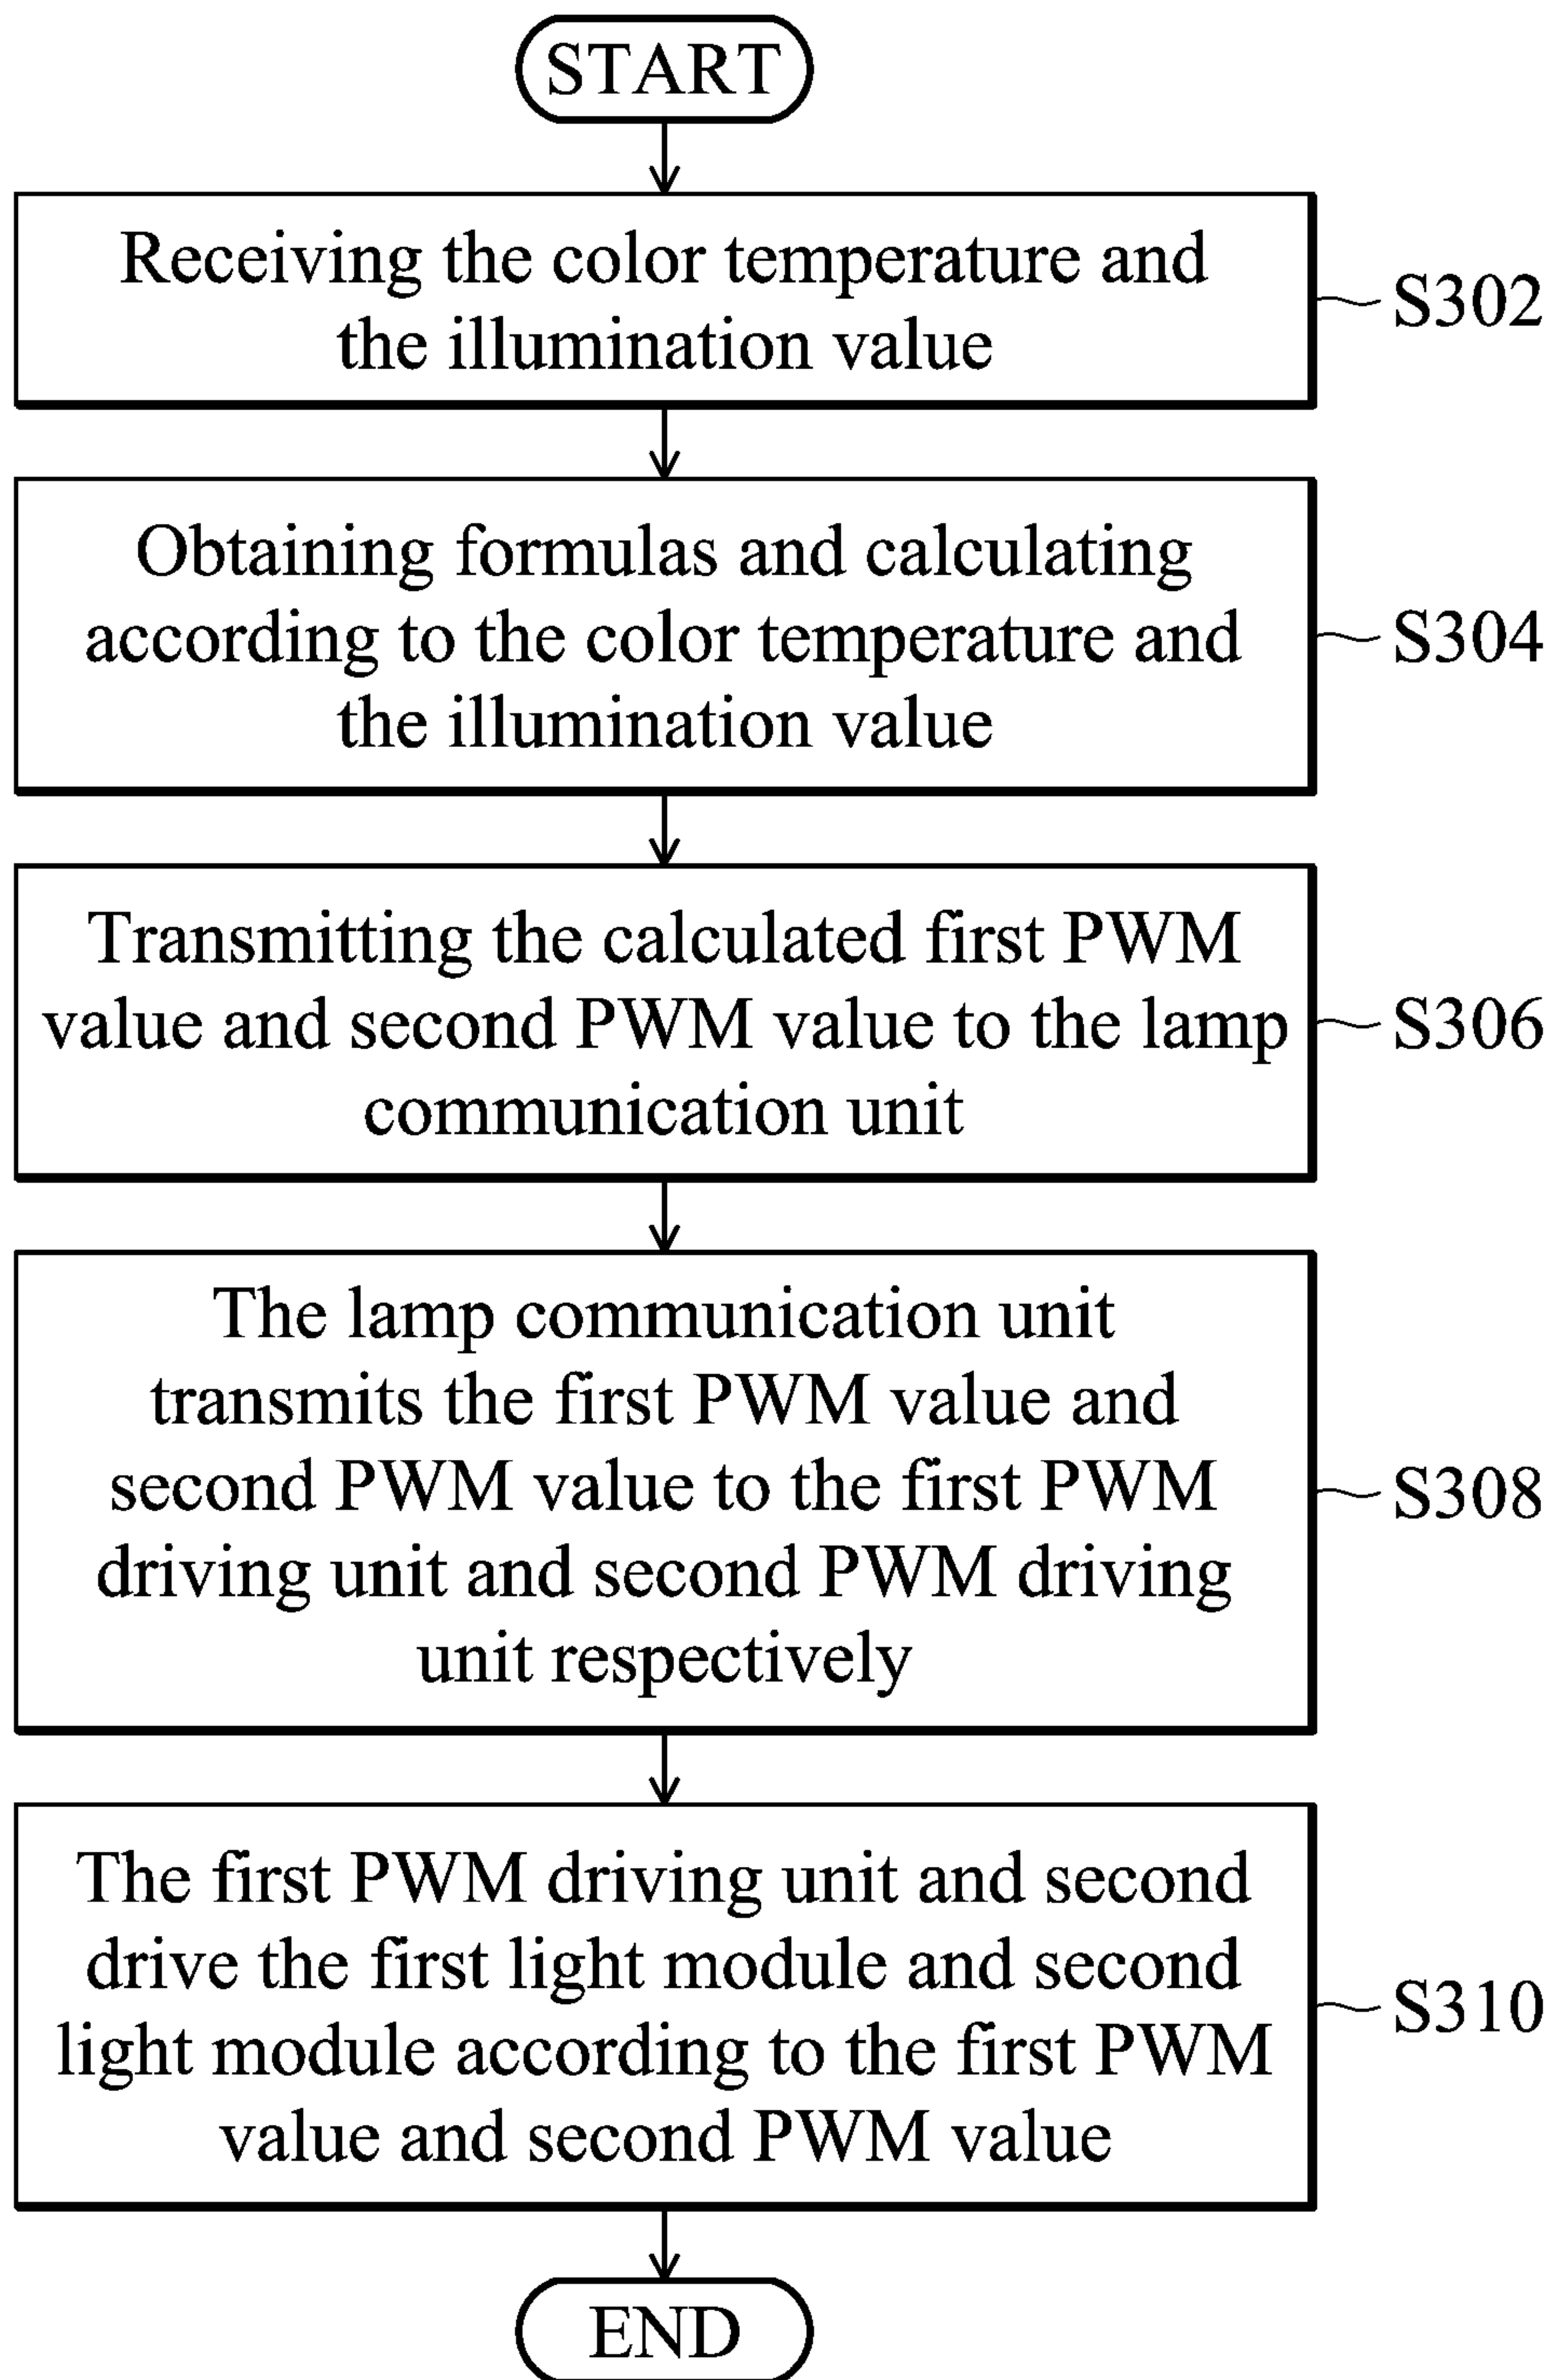 START
Receiving the color temperature and
the illumination value
S302
Obtaining formulas and calculating
according to the color temperature and
the illumination value
S304
Transmitting the calculated first PWM
value and second PWM value to the lamp
communication unit
S306
The lamp communication unit
transmits the first PWM value and
second PWM value to the first PWM
driving unit and second PWM driving
unit respectively
S308
The first PWM driving unit and second
drive the first light module and second
light module according to the first PWM
value and second PWM value
S310
END